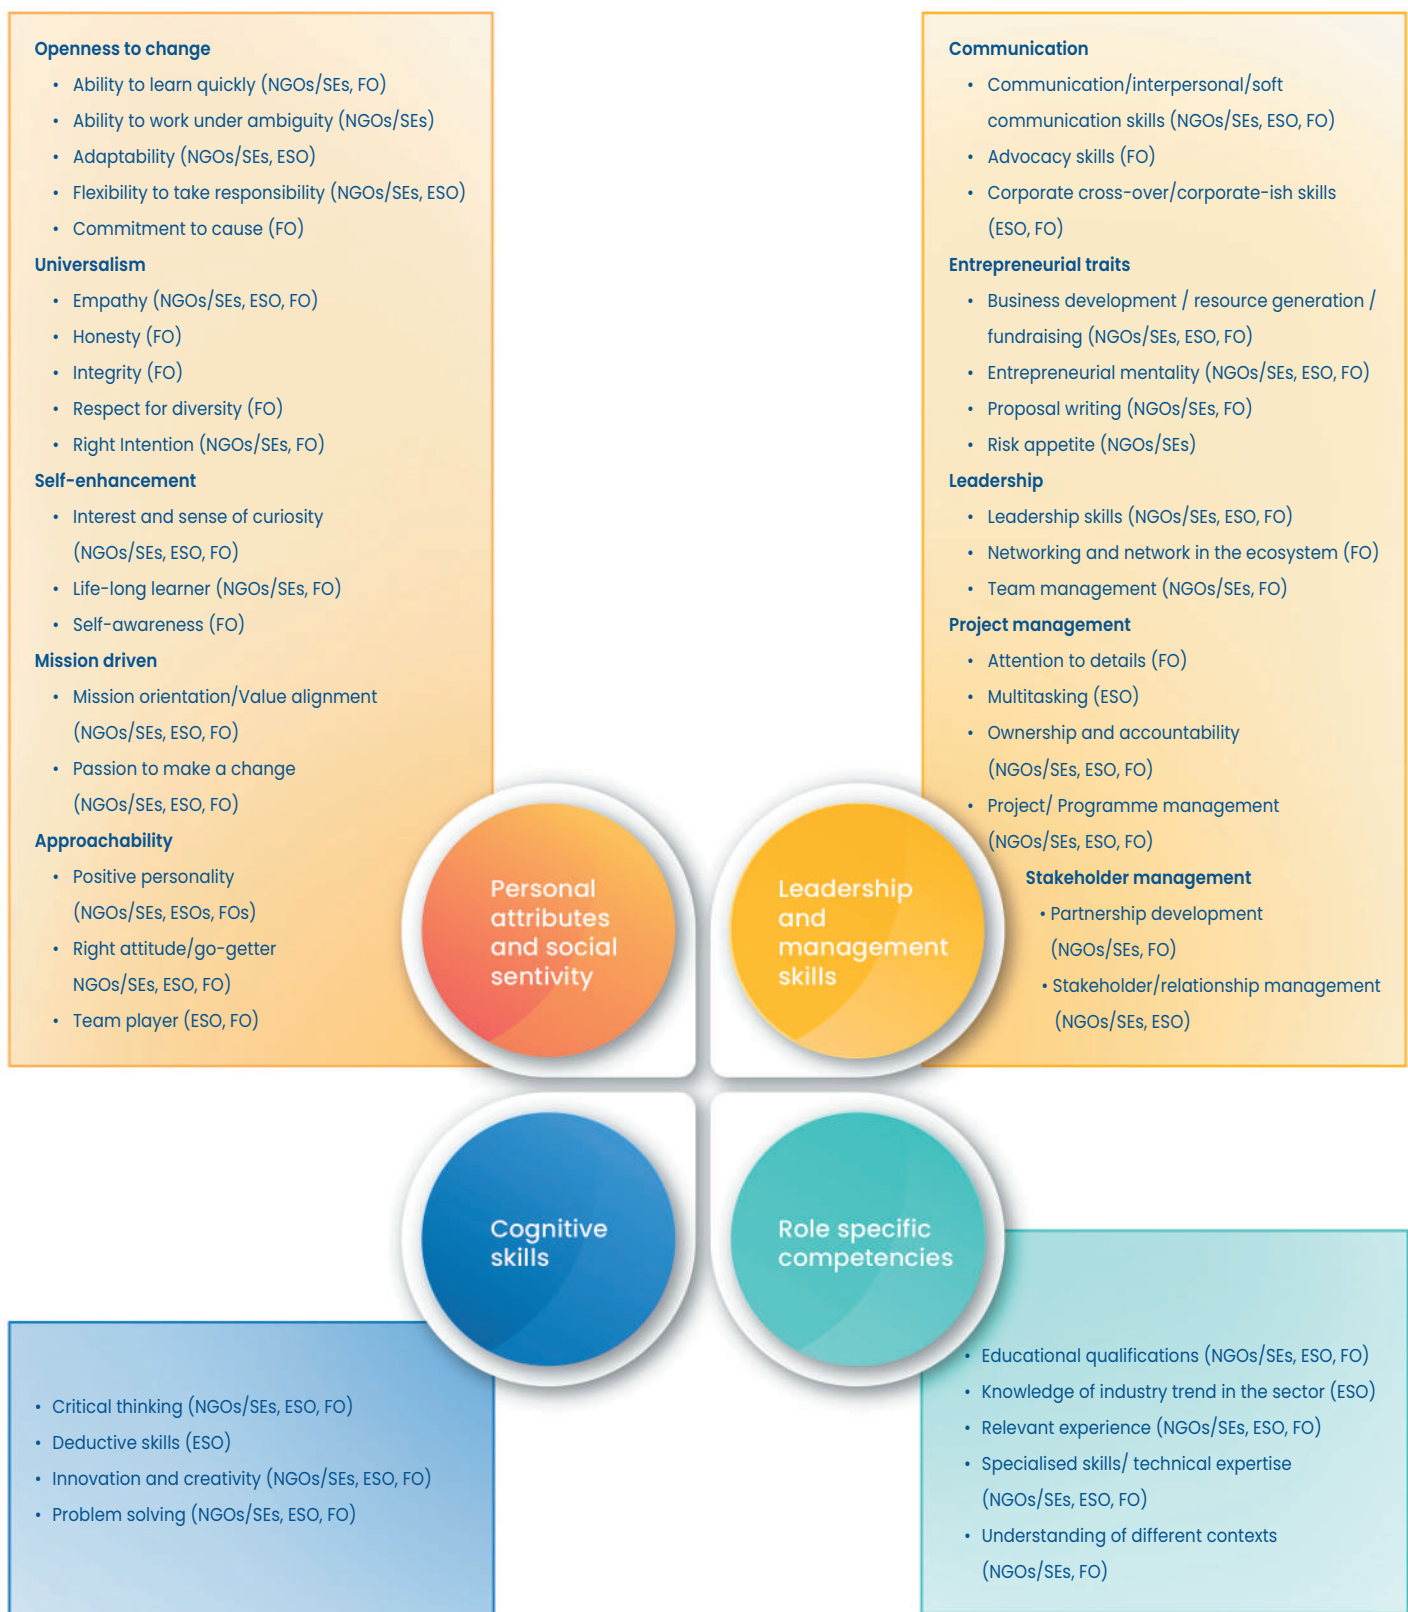 Openness to change
• Ability to learn quickly (NGOs/SEs, FO)
• Ability to work under ambiguity (NGOs/SEs)
• Adaptability (NGOs/SEs, ESO)
• Flexibility to take responsibility (NGOs/SEs, ESO)
• Commitment to cause (FO)
Universalism
• Empathy (NGOs/SEs, ESO, FO)
• Honesty (FO)
• Integrity (FO)
• Respect for diversity (FO)
• Right Intention (NGOs/SEs, FO)
Self-enhancement
• Interest and sense of curiosity
(NGOs/SEs, ESO, FO)
• Life-long learner (NGOs/SEs, FO)
• Self-awareness (FO)
Mission driven
• Mission orientation/Value alignment
(NGOs/SEs, ESO, FO)
• Passion to make a change
(NGOs/SEs, ESO, FO)
Approachability
• Positive personality
(NGOs/SEs, ESOs, FOs)
• Right attitude/go-getter
NGOs/SEs, ESO, FO)
• Team player (ESO, FO)
Personal
attributes
and social
sentivity
Communication
• Communication/interpersonal/soft
communication skills (NGOs/SEs, ESO, FO)
• Advocacy skills (FO)
• Corporate cross-over/corporate-ish skills
(ESO, FO)
Entrepreneurial traits
• Business development / resource generation /
fundraising (NGOs/SEs, ESO, FO)
• Entrepreneurial mentality (NGOs/SEs, ESO, FO)
• Proposal writing (NGOs/SEs, FO)
• Risk appetite (NGOs/SEs)
Leadership
• Leadership skills (NGOs/SEs, ESO, FO)
• Networking and network in the ecosystem (FO)
• Team management (NGOs/SEs, FO)
Project management
• Attention to details (FO)
• Multitasking (ESO)
• Ownership and accountability
(NGOs/SEs, ESO, FO)
• Project/ Programme management
(NGOs/SEs, ESO, FO)
Stakeholder management
• Partnership development
(NGOs/SEs, FO)
• Stakeholder/relationship management
(NGOs/SEs, ESO)
Leadership
and
management
skills
Cognitive
skills
• Critical thinking (NGOs/SEs, ESO, FO)
• Deductive skills (ESO)
• Innovation and creativity (NGOs/SEs, ESO, FO)
• Problem solving (NGOs/SEs, ESO, FO)
Role specific
competencies
• Educational qualifications (NGOs/SEs, ESO, FO)
• Knowledge of industry trend in the sector (ESO)
• Relevant experience (NGOs/SEs, ESO, FO)
• Specialised skills/ technical expertise
(NGOs/SEs, ESO, FO)
• Understanding of different contexts
(NGOs/SEs, FO)